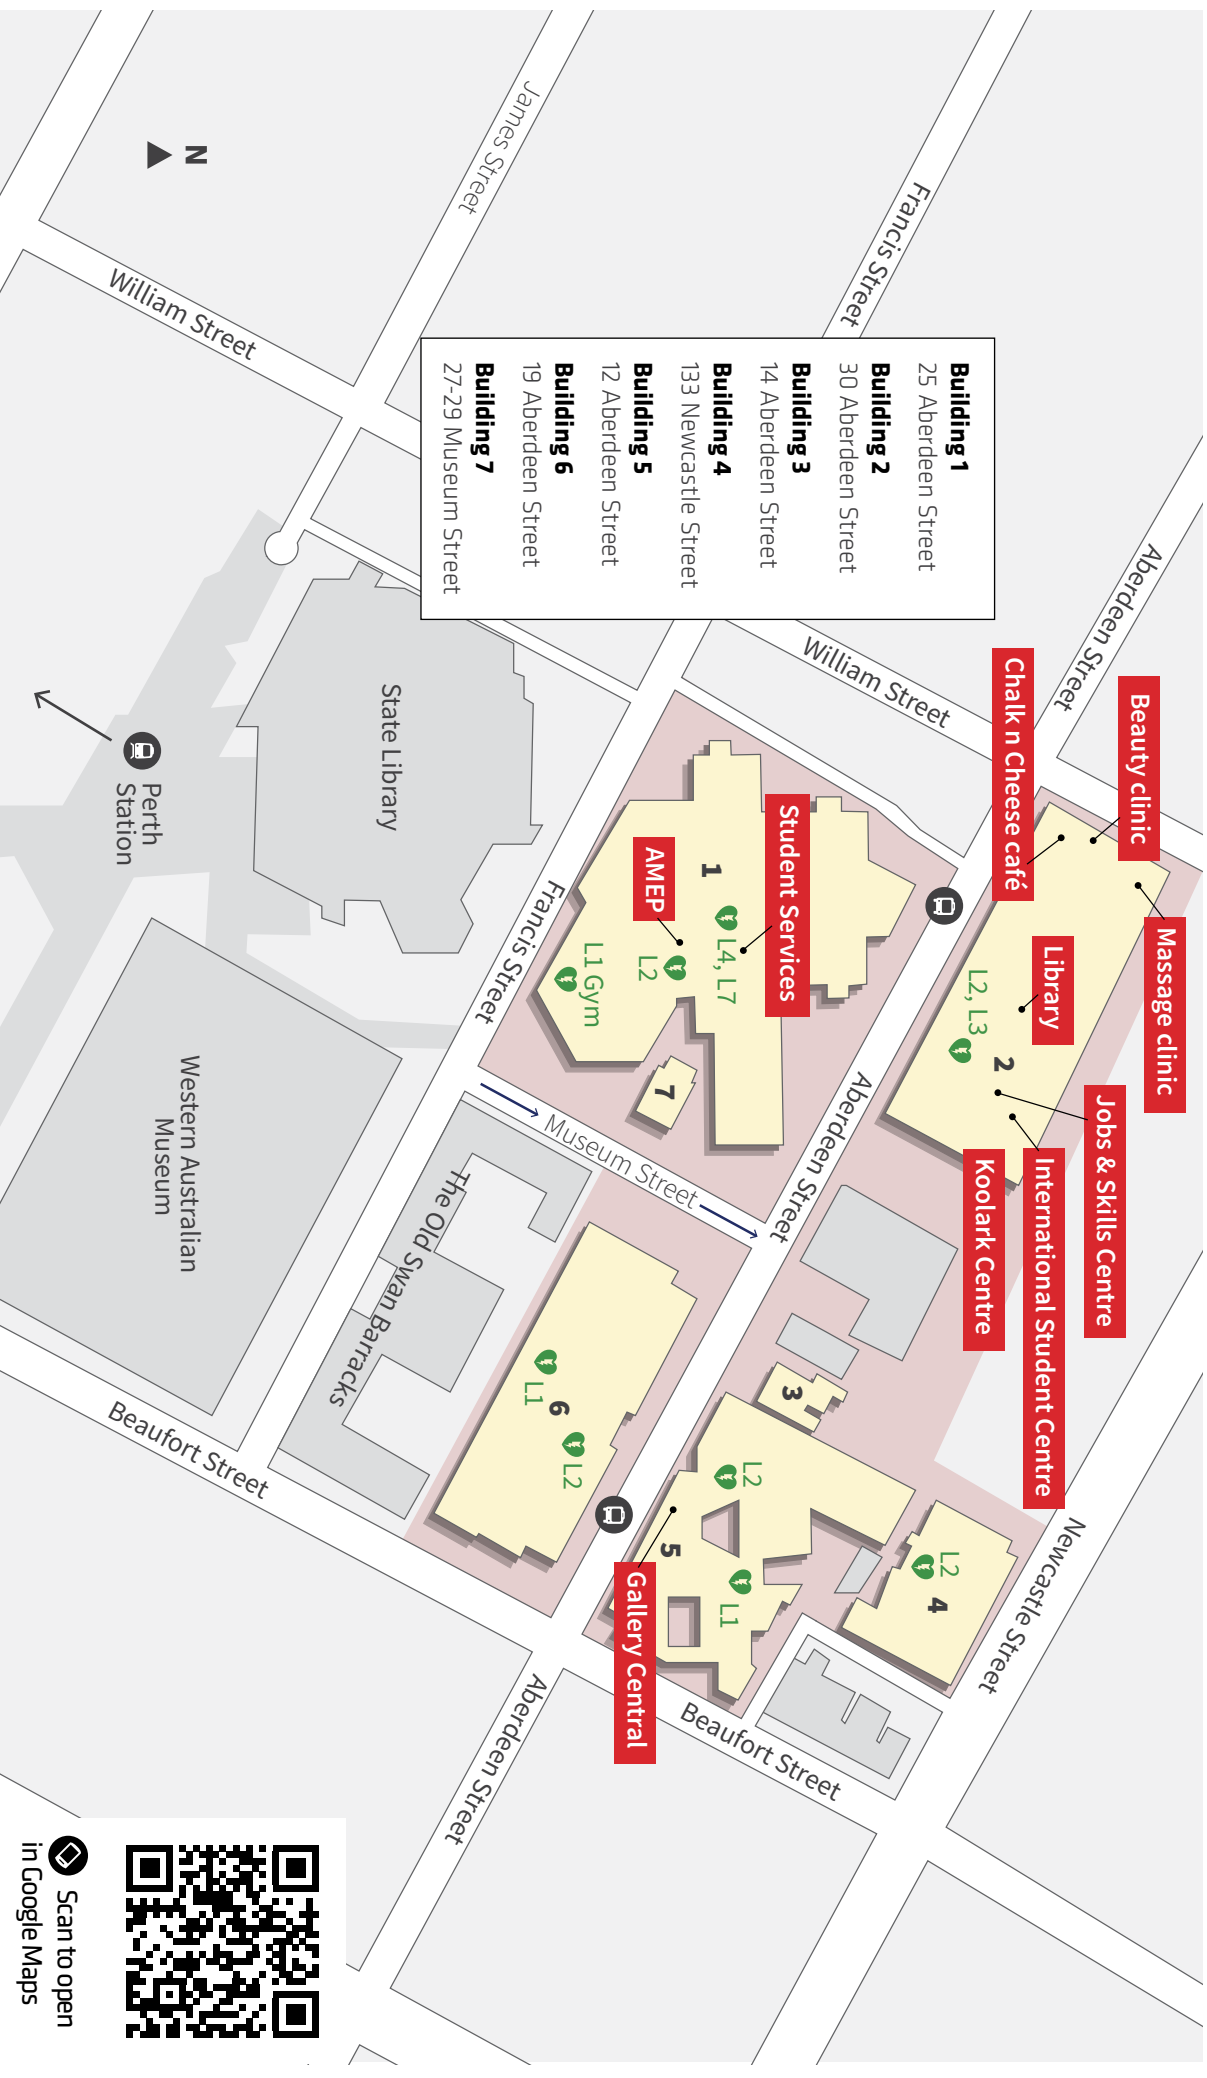 N
James Street
Francis Street
Aberdeen Street
William Street
William Street
Building 1
25 Aberdeen Street
Building 2
30 Aberdeen Street
Building 3
14 Aberdeen Street
Building 4
133 Newcastle Street
Building 5
12 Aberdeen Street
Building 6
19 Aberdeen Street
Building 7
27-29 Museum Street
Beauty clinic
Chalk n Cheese café
Massage clinic
Library
L2, L3
2
Jobs & Skills Centre
International Student Centre
Koolark Centre
Student Services
1
AMEP
L4, L7
L2
L1 Gym
7
State Library
Perth
Station
Francis Street
Aberdeen Street
Museum Street
Western Australian
Museum
The Old Swan Barracks
3
L1
6
L2
L2
5
L1
L2
4
Newcastle Street
Gallery Central
Beaufort Street
Beaufort Street
Aberdeen Street
Scan to open
in Google Maps